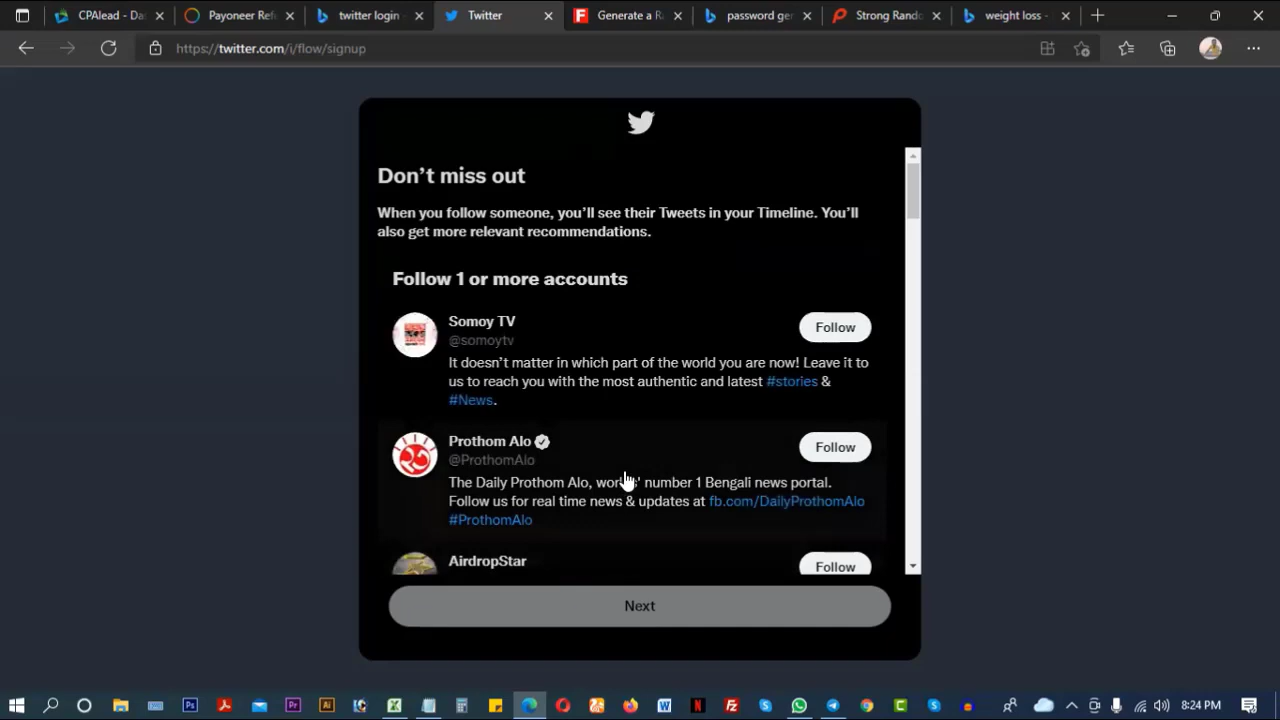 CPAlead - Das
Payoneer Refe
twitter login -
Twitter
Generate a Ra
password gen
Strong Rando
weight loss -
https://twitter.com/i/flow/signup
Don't miss out
When you follow someone, you'll see their Tweets in your Timeline. You'll
also get more relevant recommendations.
Follow 1 or more accounts
Somoy TV
@somoytv
Follow
It doesn't matter in which part of the world you are now! Leave it to
us to reach you with the most authentic and latest #stories &
#News.
Prothom Alo
@ProthomAlo
Follow
The Daily Prothom Alo, number 1 Bengali news portal.
Follow us for real time news & updates at fb.com/DailyProthomAlo
#ProthomAlo
AirdropStar
Follow
Next
8:24 PM